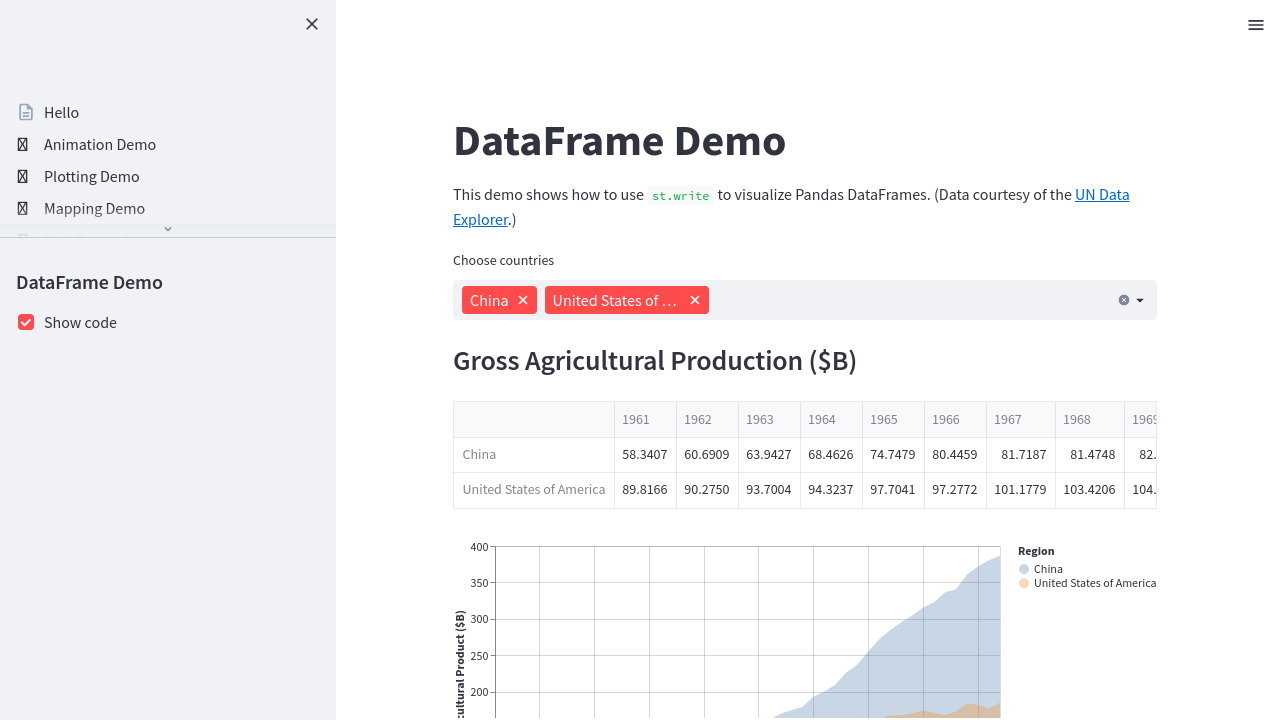 Hello
Animation Demo
Plotting Demo
Mapping Demo
DataFrame Demo
Show code
DataFrame Demo
This demo shows how to use st.write to visualize Pandas DataFrames. (Data courtesy of the UN Data
Explorer.)
Choose countries
China United States of …
Gross Agricultural Production ($B)
1961 1962 1963 1964 1965 1966 1967 1968 1969
China 58.3407 60.6909 63.9427 68.4626 74.7479 80.4459 81.7187 81.4748 82.
United States of America 89.8166 90.2750 93.7004 94.3237 97.7041 97.2772 101.1779 103.4206 104.
400
350
300
250
200
cultural Product ($B)
Region
China
United States of America